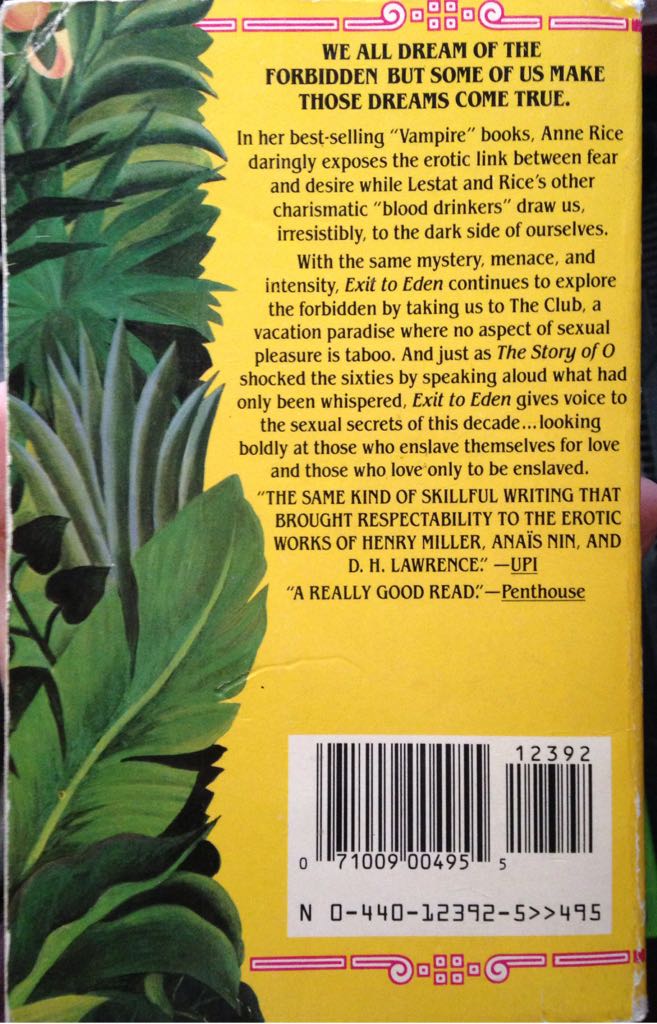 WE ALL DREAM OF THE
FORBIDDEN BUT SOME OF US MAKE
THOSE DREAMS COME TRUE.
In her best-selling "Vampire" books, Anne Rice
daringly exposes the erotic link between fear
and desire while Lestat and Rice's other
charismatic "blood drinkers" draw us,
irresistibly, to the dark side of ourselves.
With the same mystery, menace, and
intensity, Exit to Eden continues to explore
the forbidden by taking us to The Club, a
vacation paradise where no aspect of sexual
pleasure is taboo. And just as The Story of O
shocked the sixties by speaking aloud what had
only been whispered, Exit to Eden gives voice to
the sexual secrets of this decade...looking
boldly at those who enslave themselves for love
and those who love only to be enslaved.
"THE SAME KIND OF SKILLFUL WRITING THAT
BROUGHT RESPECTABILITY TO THE EROTIC
WORKS OF HENRY MILLER, ANAÏS NIN, AND
D. H. LAWRENCE." —UPI
"A REALLY GOOD READ."—Penthouse
12392
0 71009 00495 5
N 0-440-12392-5>>495